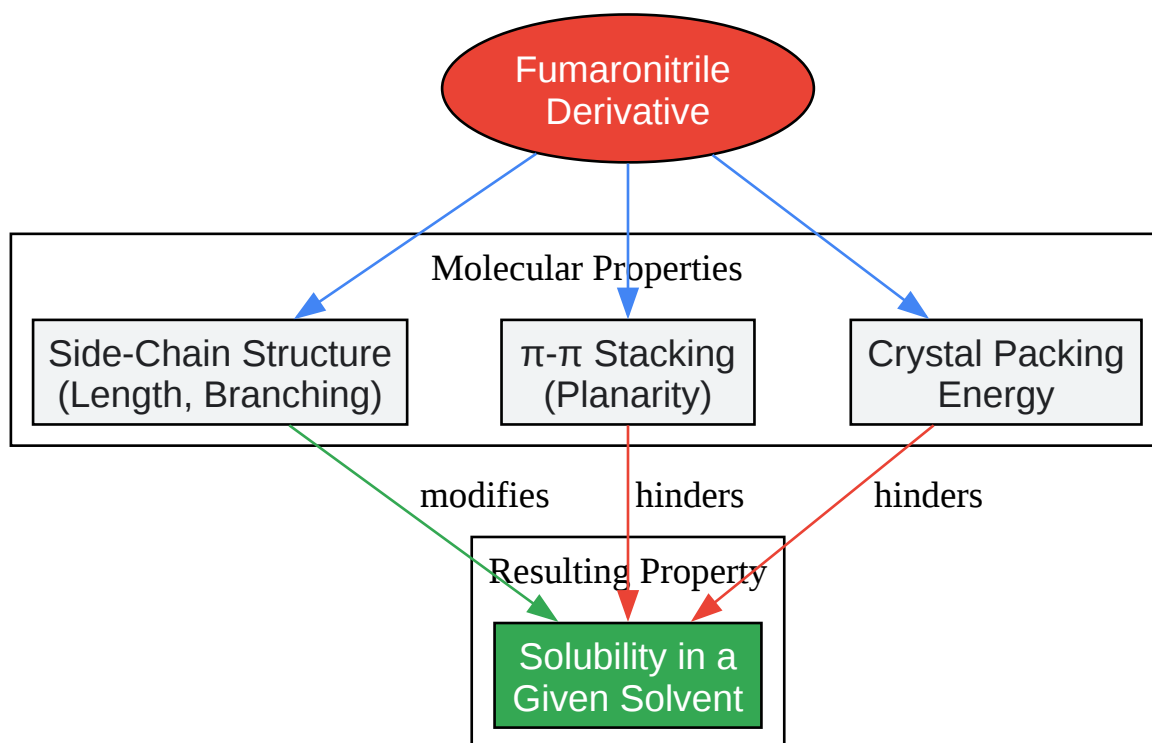 Fumaronitrile
Derivative
Molecular Properties
Side-Chain Structure
(Length, Branching)
π-π Stacking
(Planarity)
Crystal Packing
Energy
modifies
hinders
hinders
Resulting Property
Solubility in a
Given Solvent